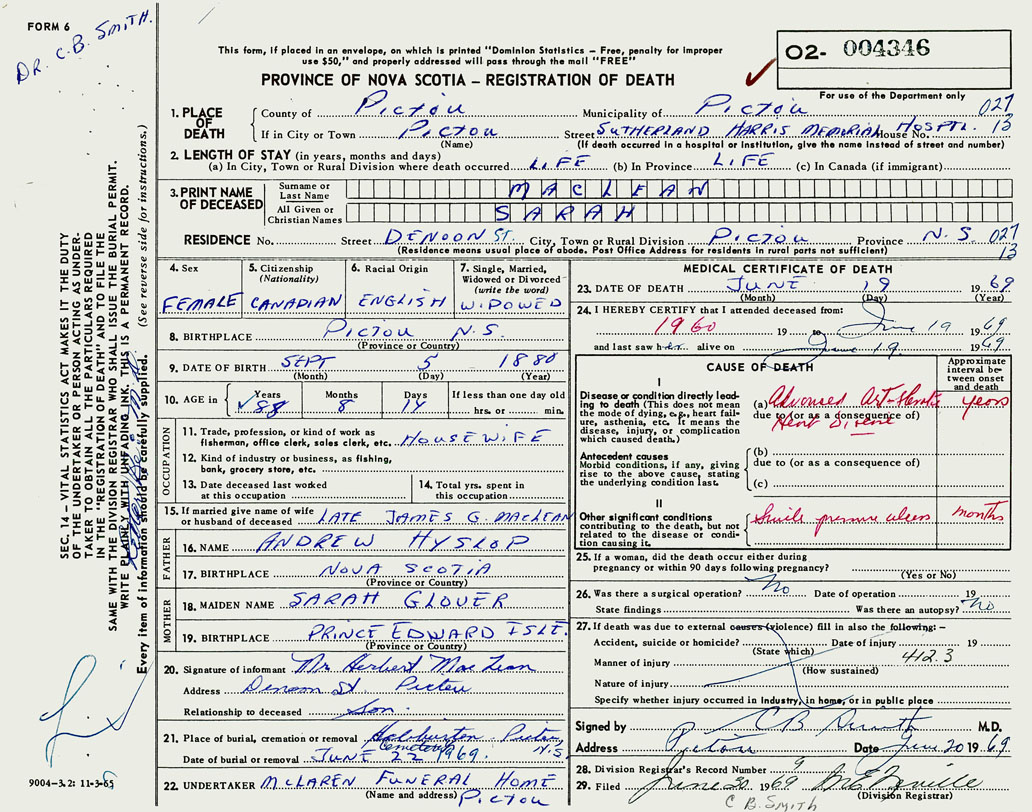 FORM 6
DR. C.B. SMITH.
This form, if placed in an envelope, on which is printed "Dominion Statistics – Free, penalty for improper
use $50," and properly addressed will pass through the mail "FREE"
PROVINCE OF NOVA SCOTIA – REGISTRATION OF DEATH
02- 004346
For use of the Department only
1. PLACE OF DEATH
County of PICTOU Municipality of PICTOU 027
If in City or Town PICTOU Street SUTHERLAND HARRIS MEMORIAL House No. HOSPTL. 13
(Name) (If death occurred in a hospital or institution, give the name instead of street and number)
2. LENGTH OF STAY (in years, months and days)
(a) In City, Town or Rural Division where death occurred LIFE (b) In Province LIFE (c) In Canada (if immigrant)
3. PRINT NAME OF DECEASED
Surname or Last Name MACLEAN
All Given or Christian Names SARAH
RESIDENCE No. Street DENOON ST. City, Town or Rural Division PICTOU Province N.S. 027
(Residence means usual place of abode. Post Office Address for residents in rural parts not sufficient) 13
4. Sex
FEMALE
5. Citizenship
(Nationality)
CANADIAN
6. Racial Origin
ENGLISH
7. Single, Married,
Widowed or Divorced
(write the word)
WIDOWED
8. BIRTHPLACE PICTOU N.S.
(Province or Country)
9. DATE OF BIRTH SEPT 5 1880
(Month) (Day) (Year)
10. AGE in Years 88 Months 8 Days 14 If less than one day old
hrs. or min.
OCCUPATION
11. Trade, profession, or kind of work as
fisherman, office clerk, sales clerk, etc. HOUSEWIFE
12. Kind of industry or business, as fishing,
bank, grocery store, etc.
13. Date deceased last worked
at this occupation
14. Total yrs. spent in
this occupation
15. If married give name of wife
or husband of deceased LATE JAMES G. MACLEAN
FATHER
16. NAME ANDREW HYSLOP
17. BIRTHPLACE NOVA SCOTIA
(Province or Country)
MOTHER
18. MAIDEN NAME SARAH GLOVER
19. BIRTHPLACE PRINCE EDWARD ISLE.
(Province or Country)
20. Signature of informant Mr. Herbert MacLean
Address Denoon St. Pictou
Relationship to deceased Son.
21. Place of burial, cremation or removal Haliburton Pictou,
Cemetery N.S.
Date of burial or removal JUNE 22 1969.
22. UNDERTAKER MCLAREN FUNERAL HOME
(Name and address) PICTOU
MEDICAL CERTIFICATE OF DEATH
23. DATE OF DEATH JUNE 19 1969
(Month) (Day) (Year)
24. I HEREBY CERTIFY that I attended deceased from:
1960 19 to June 19 1969
and last saw her alive on June 19. 1969
CAUSE OF DEATH
Approximate interval between onset and death
I
Disease or condition directly leading
to death (This does not mean
the mode of dying, e.g., heart failure,
asthenia, etc. It means the
disease, injury, or complication
which caused death.)
(a) Advanced Art-Sclerotic years
due to (or as a consequence of)
Heart Disease
Antecedent causes
Morbid conditions, if any, giving
rise to the above cause, stating
the underlying condition last.
(b)
due to (or as a consequence of)
(c)
II
Other significant conditions
contributing to the death, but not
related to the disease or condition
causing it.
Senile pressure ulcers months
25. If a woman, did the death occur either during
pregnancy or within 90 days following pregnancy?
(Yes or No)
26. Was there a surgical operation? No Date of operation 19
State findings Was there an autopsy? No
27. If death was due to external causes (violence) fill in also the following: –
Accident, suicide or homicide? Date of injury 19
(State which) 412.3
Manner of injury
(How sustained)
Nature of injury
Specify whether injury occurred in industry, in home, or in public place
Signed by C B Smith M.D.
Address Pictou Date June 20 1969
28. Division Registrar's Record Number 9
29. Filed June 1969
(Division Registrar)
C B. SMITH
SEC. 14 – VITAL STATISTICS ACT MAKES IT THE DUTY
OF THE UNDERTAKER OR PERSON ACTING AS UNDERTAKER
TO OBTAIN ALL THE PARTICULARS REQUIRED
IN THE "REGISTRATION OF DEATH" AND TO FILE THE
SAME WITH THE DIVISION REGISTRAR WHO SHALL ISSUE THE BURIAL PERMIT.
WRITE PLAINLY WITH UNFADING INK. THIS IS A PERMANENT RECORD.
Every item of information should be carefully supplied. (See reverse side for instructions.)
9004-3.2: 11-3-65